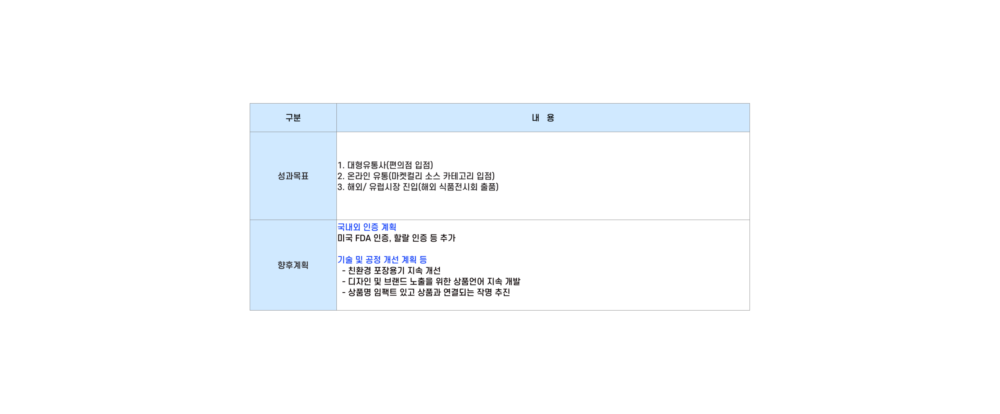 구분
내 용
성과목표
1. 대형유통사(편의점 입점)
2. 온라인 유통(마켓컬리 소스 카테고리 입점)
3. 해외/ 유럽시장 진입(해외 식품전시회 출품)
향후계획
국내외 인증 계획
미국 FDA 인증, 할랄 인증 등 추가
기술 및 공정 개선 계획 등
- 친환경 포장용기 지속 개선
- 디자인 및 브랜드 노출을 위한 상품언어 지속 개발
- 상품명 임팩트 있고 상품과 연결되는 작명 추진